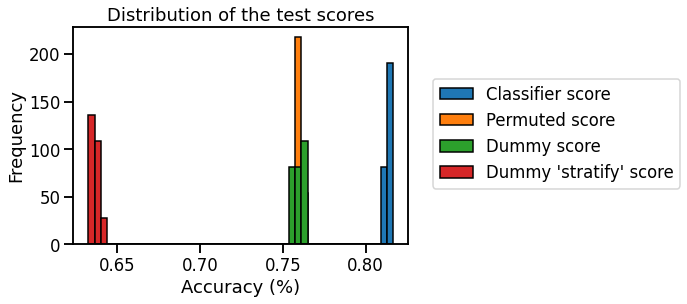 Distribution of the test scores
Frequency
200
150
100
50
0
0.65 0.70 0.75 0.80
Accuracy (%)
Classifier score
Permuted score
Dummy score
Dummy 'stratify' score